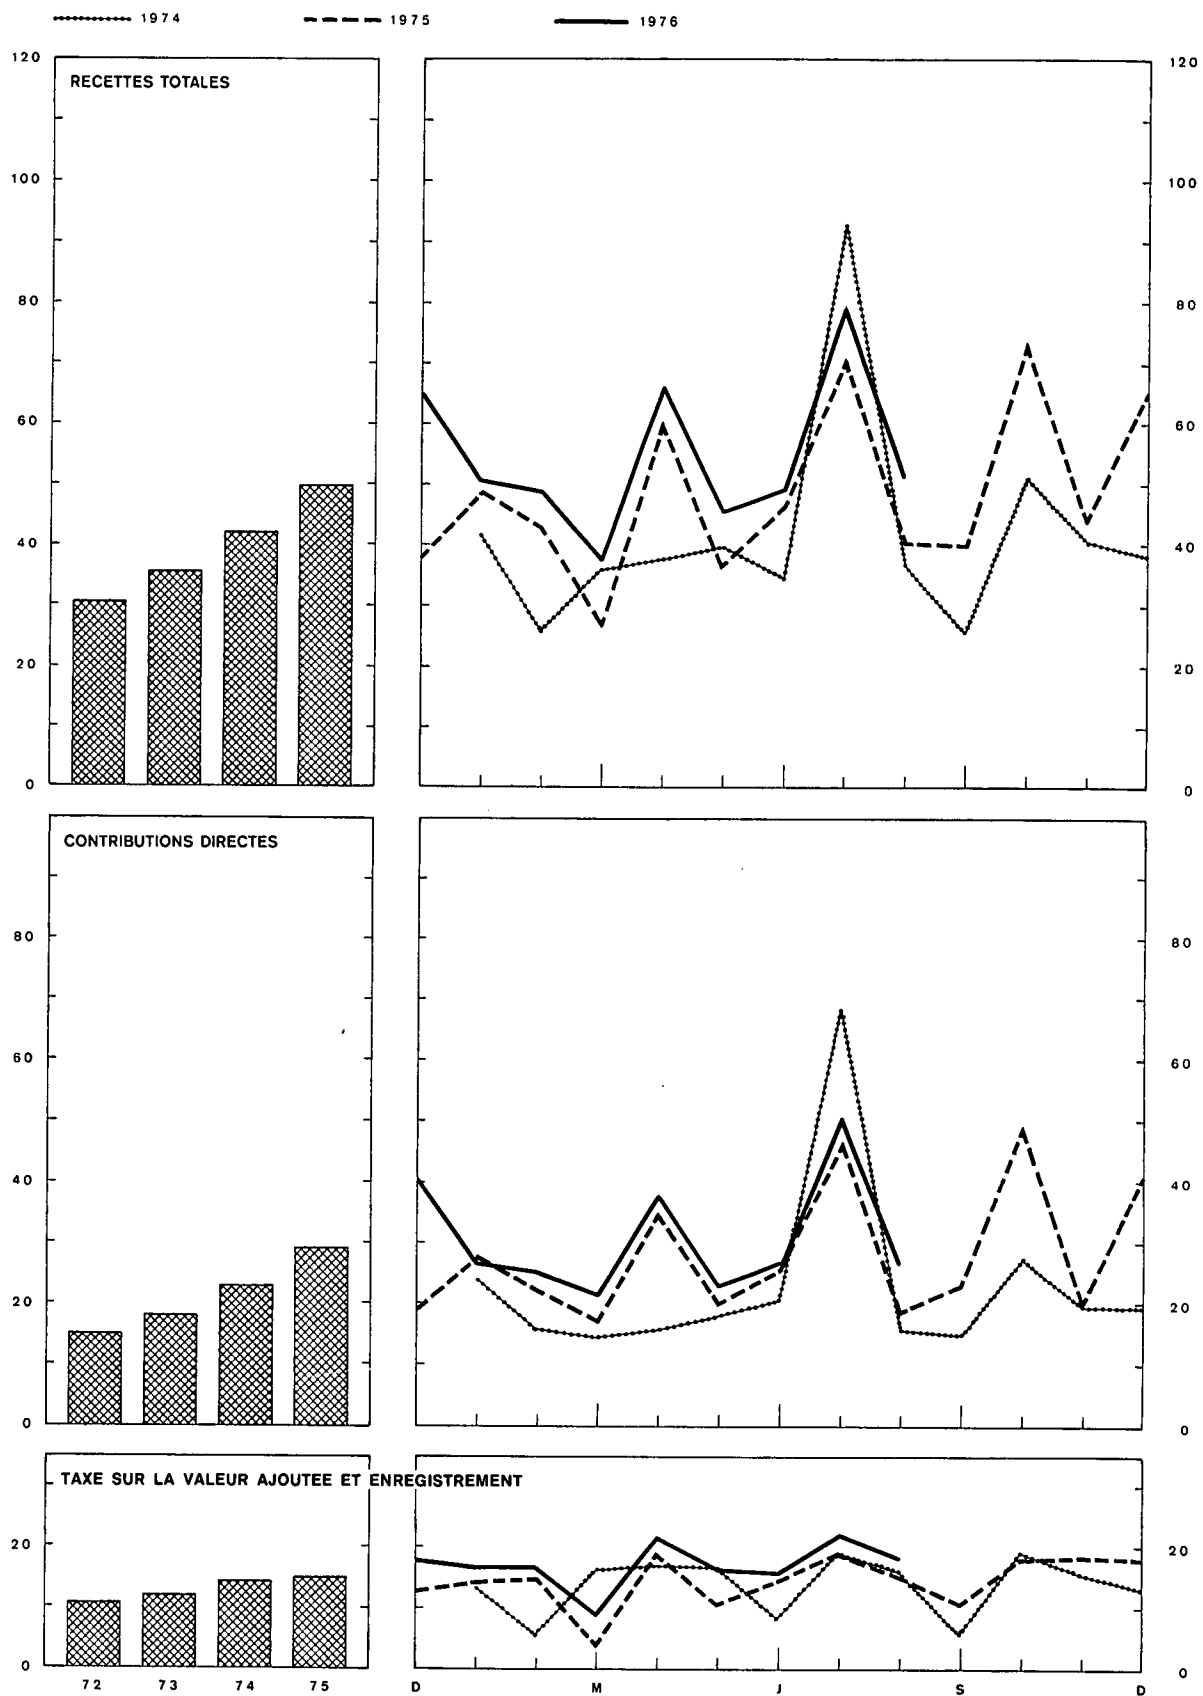 1974 1975 1976
120 120
RECETTES TOTALES
100 100
80 80
60 60
40 40
20 20
0 0
CONTRIBUTIONS DIRECTES
80 80
60 60
40 40
20 20
0 0
TAXE SUR LA VALEUR AJOUTEE ET ENREGISTREMENT
20 20
0 0
72 73 74 75 D M J S D